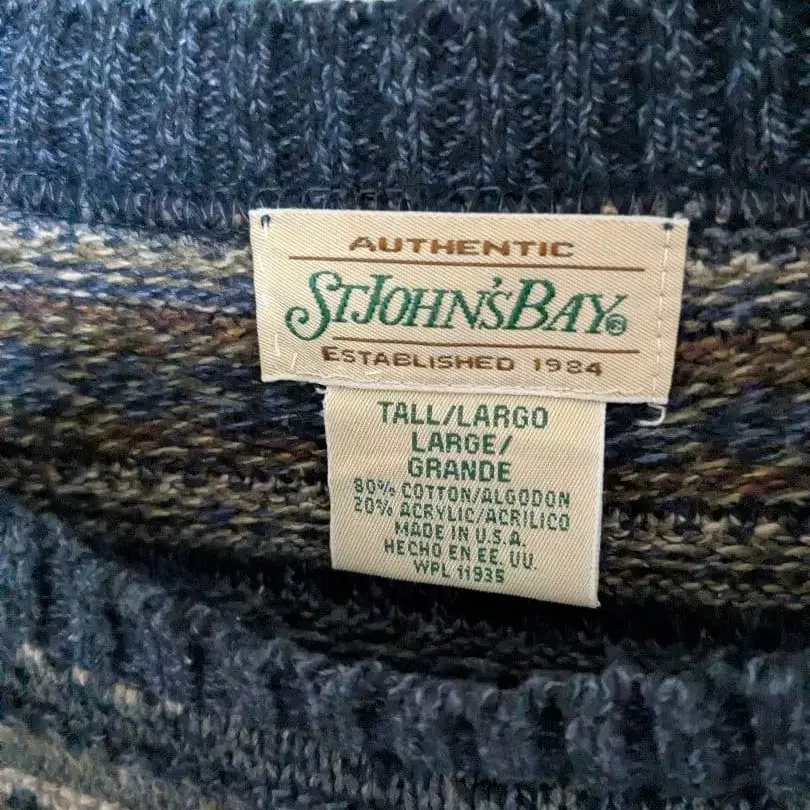 AUTHENTIC
ST JOHN'S BAY®
ESTABLISHED 1984
TALL/LARGO
LARGE/
GRANDE
80% COTTON/ALGODON
20% ACRYLIC/ACRILICO
MADE IN U.S.A.
HECHO EN EE. UU.
WPL 11935